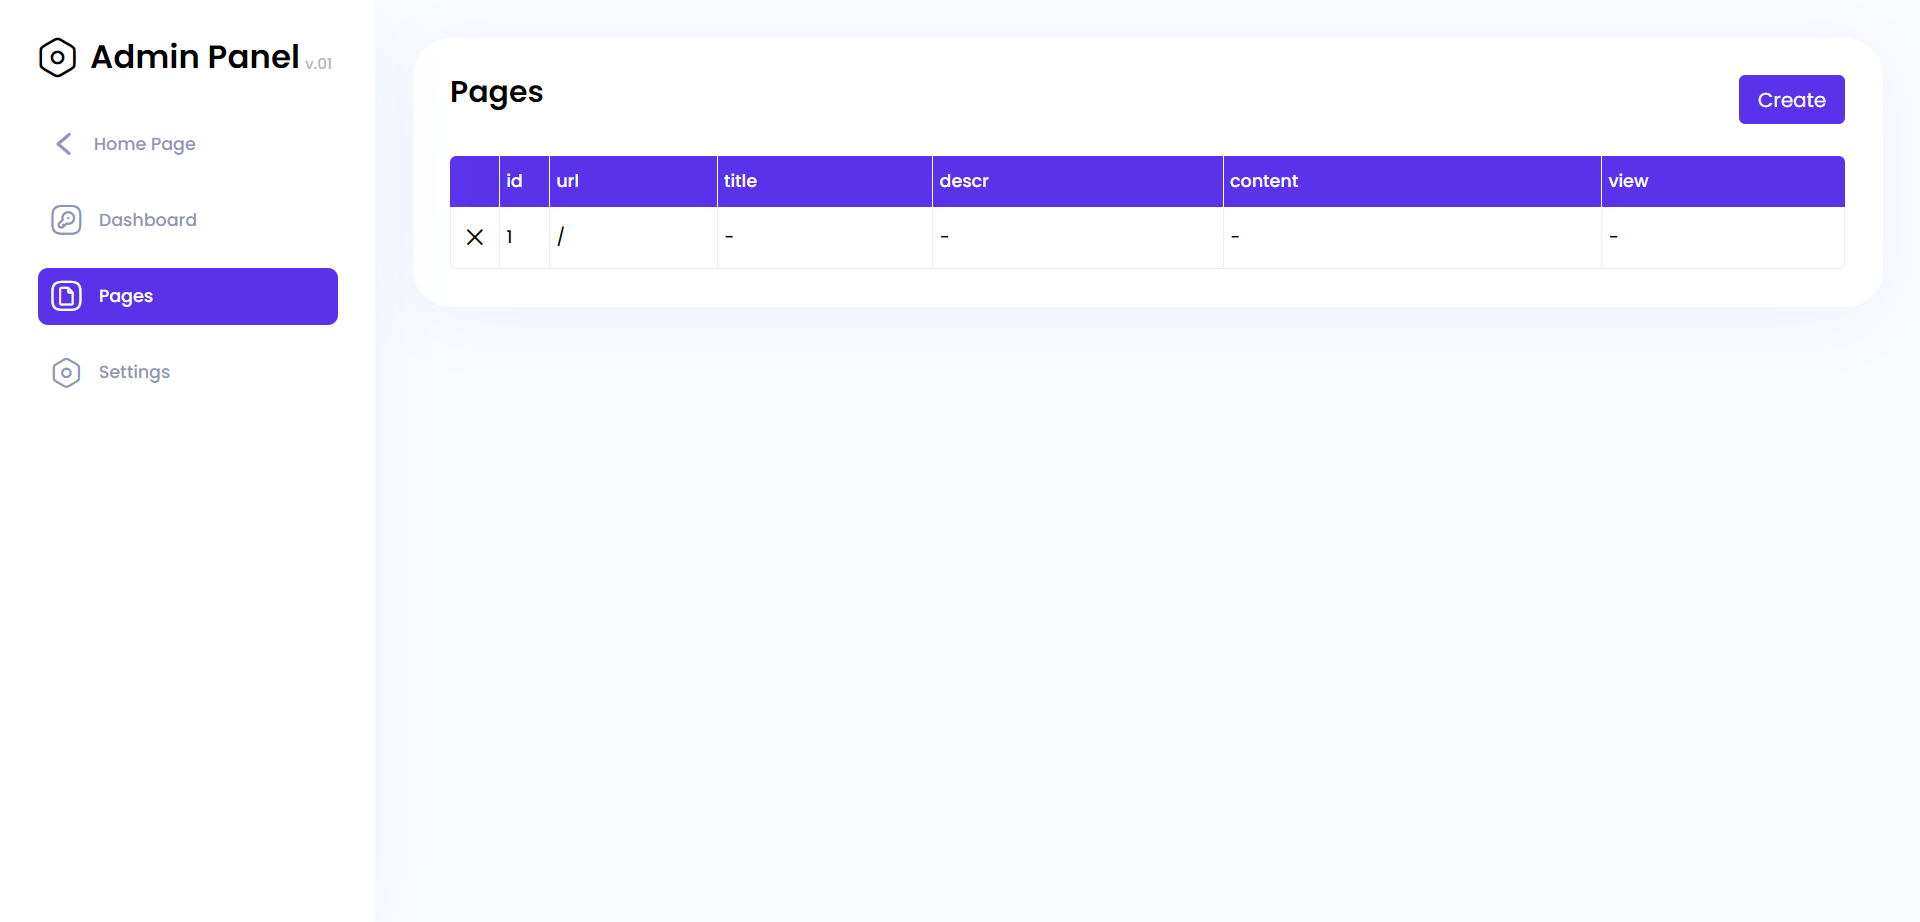 Admin Panel v.01
Home Page
Dashboard
Pages
Settings
Pages
Create
id url title descr content view
1 / - - - -